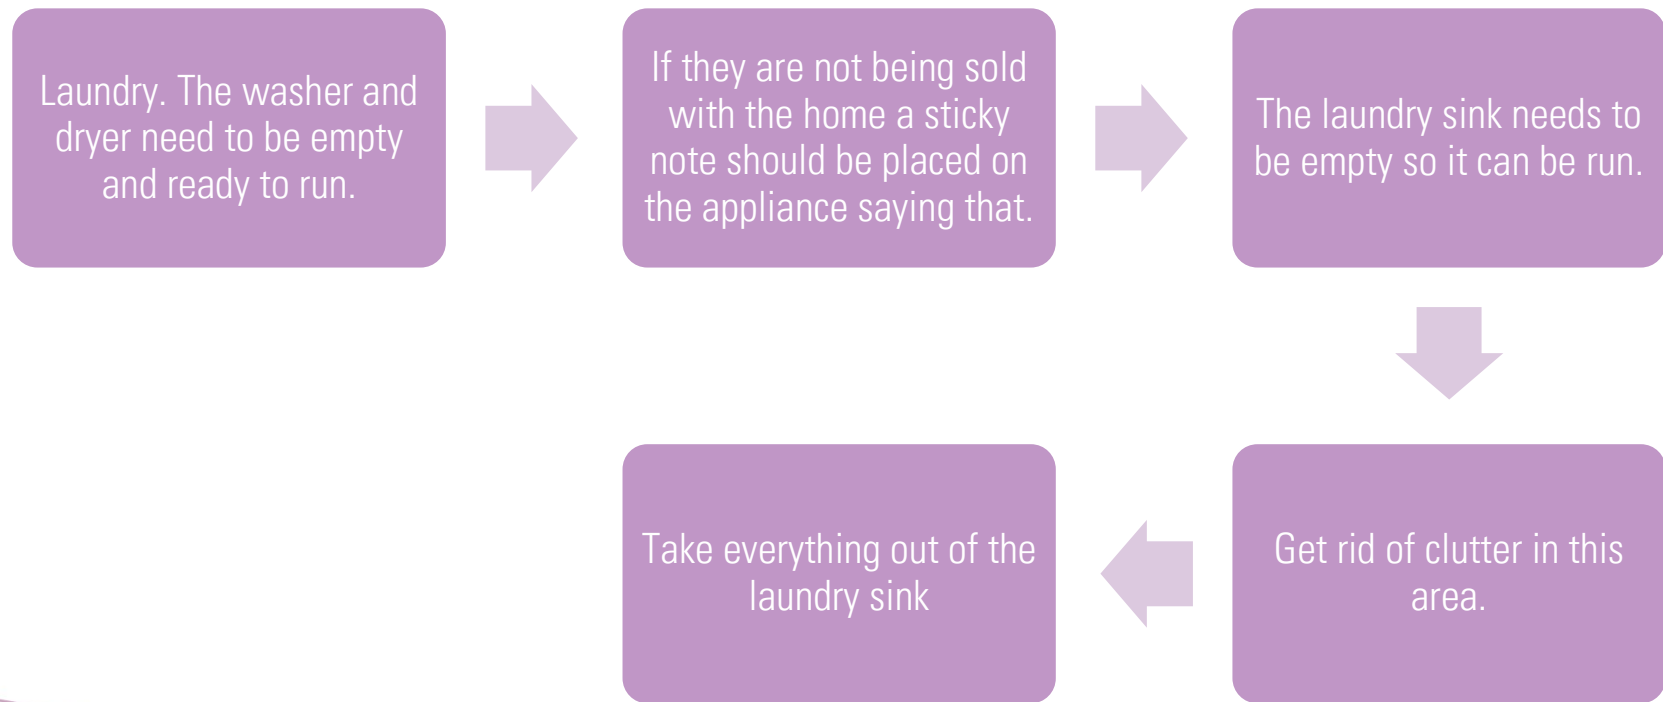 Laundry. The washer and
dryer need to be empty
and ready to run.
If they are not being sold
with the home a sticky
note should be placed on
the appliance saying that.
The laundry sink needs to
be empty so it can be run.
Get rid of clutter in this
area.
Take everything out of the
laundry sink